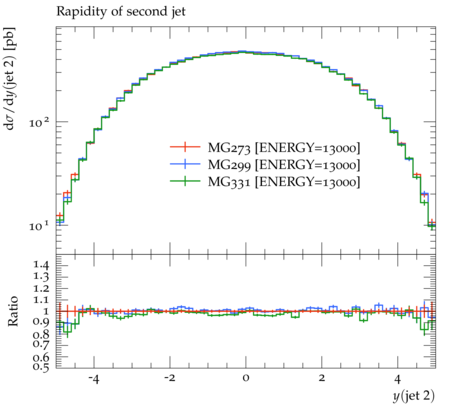 Rapidity of second jet
dσ/dy(jet 2) [pb]
10²
10¹
MG273 [ENERGY=13000]
MG299 [ENERGY=13000]
MG331 [ENERGY=13000]
Ratio
1.4
1.3
1.2
1.1
1
0.9
0.8
0.7
0.6
0.5
-4 -2 0 2 4
y(jet 2)